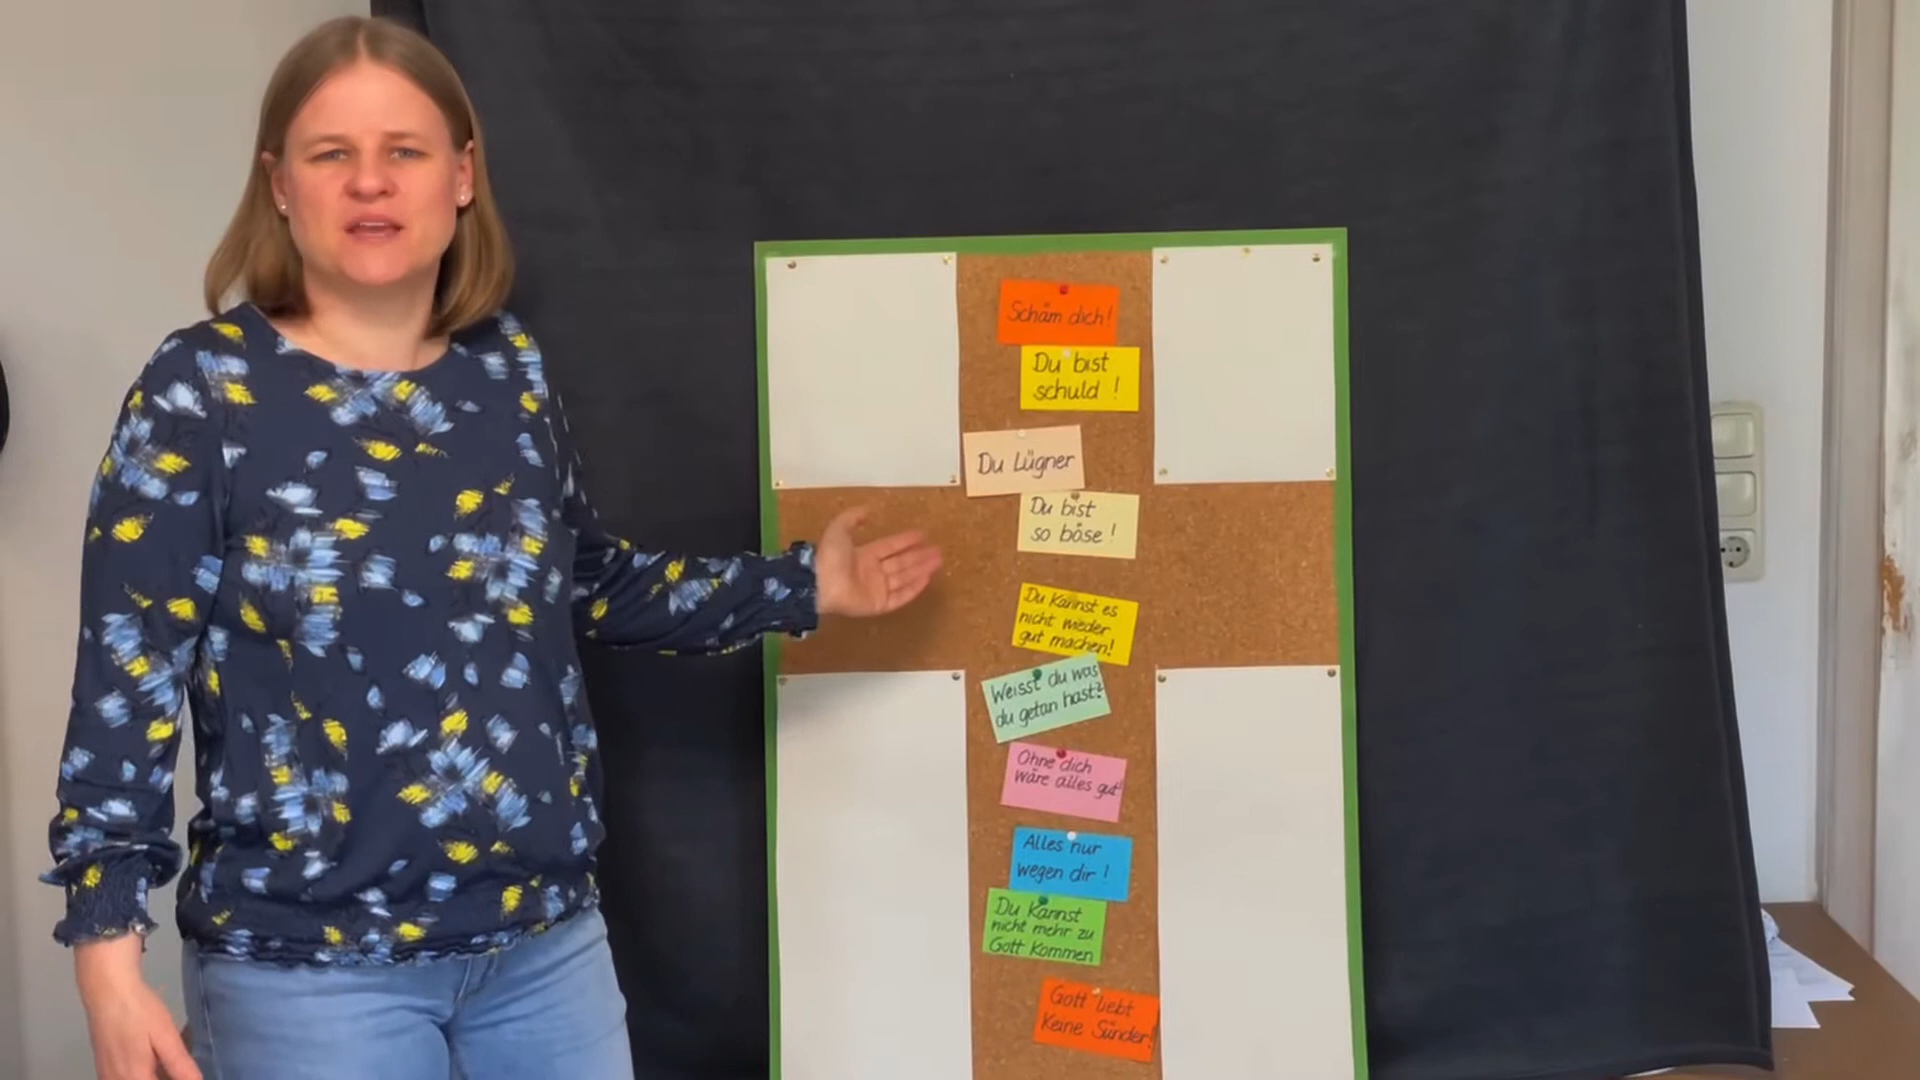 Schäm dich!
Du bist
schuld !
Du Lügner
Du bist
so böse !
Du Kannst es
nicht wieder
gut machen!
Weisst du was
du getan hast?
Ohne dich
wäre alles gut
Alles nur
wegen dir !
Du Kannst
nicht mehr zu
Gott Kommen
Gott liebt
Keine Sünder!